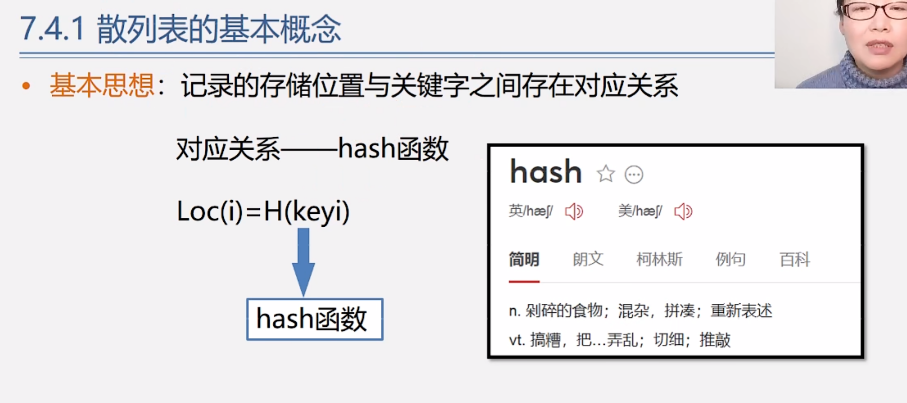 7.4.1 散列表的基本概念
• 基本思想：记录的存储位置与关键字之间存在对应关系
对应关系——hash函数
Loc(i)=H(keyi)
hash函数
hash
英/hæʃ/ 美/hæʃ/
简明 朗文 柯林斯 例句 百科
n. 剁碎的食物；混杂，拼凑；重新表述
vt. 搞糟，把…弄乱；切细；推敲